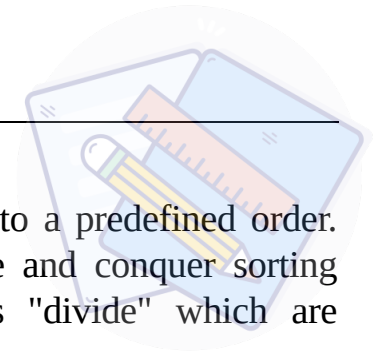 to a predefined order.
and conquer sorting
"divide" which are